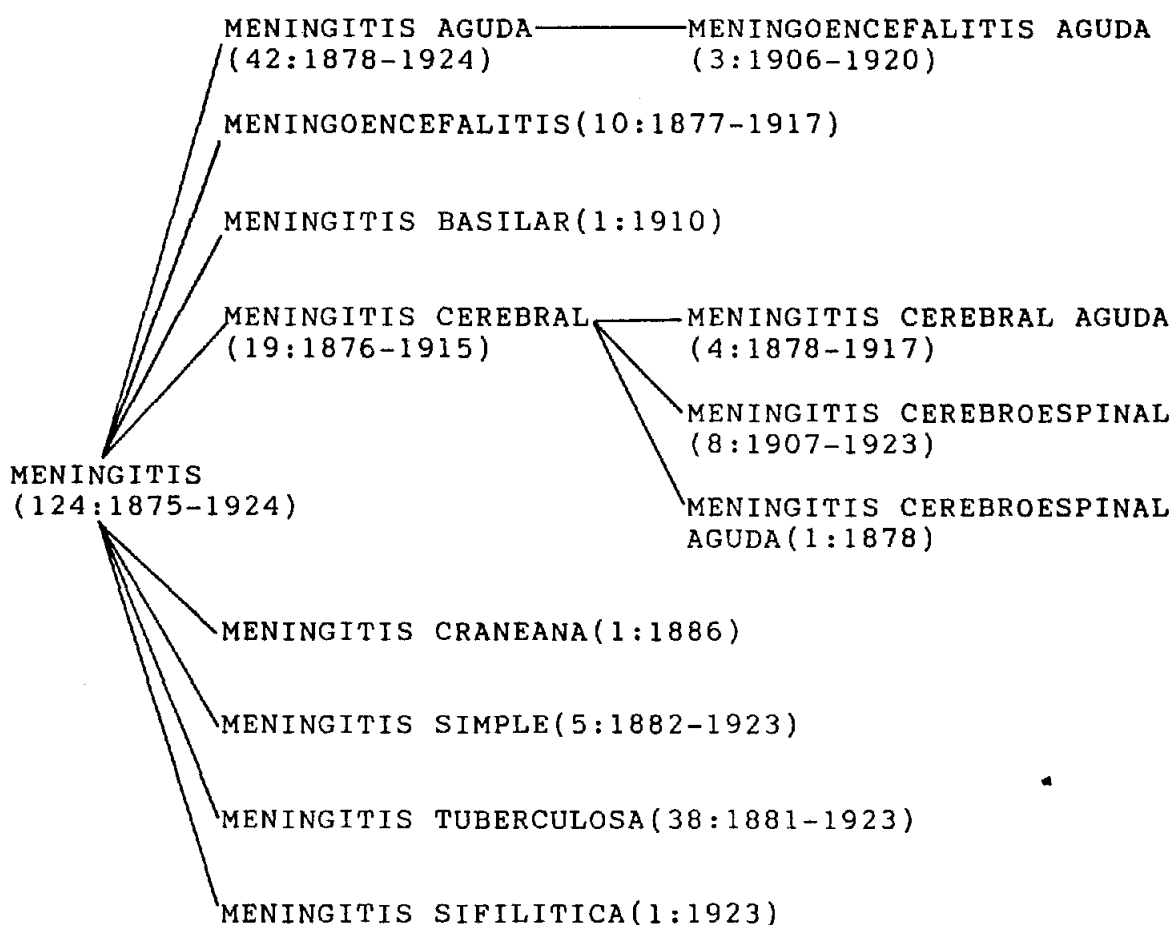 MENINGITIS AGUDA
(42:1878-1924)
MENINGOENCEFALITIS AGUDA
(3:1906-1920)
MENINGOENCEFALITIS(10:1877-1917)
MENINGITIS BASILAR(1:1910)
MENINGITIS CEREBRAL
(19:1876-1915)
MENINGITIS CEREBRAL AGUDA
(4:1878-1917)
MENINGITIS CEREBROESPINAL
(8:1907-1923)
MENINGITIS CEREBROESPINAL
AGUDA(1:1878)
MENINGITIS
(124:1875-1924)
MENINGITIS CRANEANA(1:1886)
MENINGITIS SIMPLE(5:1882-1923)
MENINGITIS TUBERCULOSA(38:1881-1923)
MENINGITIS SIFILITICA(1:1923)